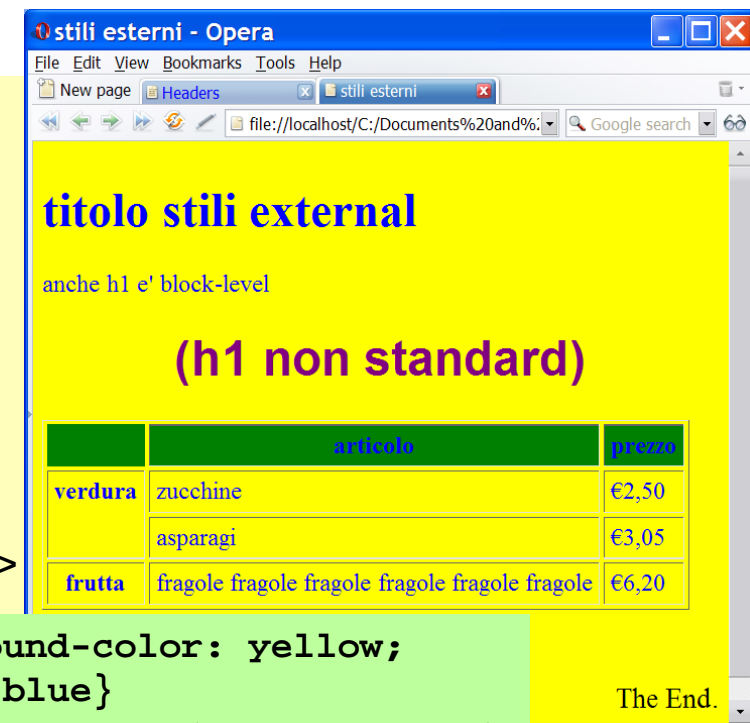 stili esterni - Opera
File Edit View Bookmarks Tools Help
New page Headers stili esterni
file://localhost/C:/Documents%20and% Google search
titolo stili external
anche h1 e' block-level
(h1 non standard)
articolo prezzo
verdura zucchine €2,50
asparagi €3,05
>
frutta fragole fragole fragole fragole fragole fragole €6,20
ound-color: yellow;
blue}
The End.